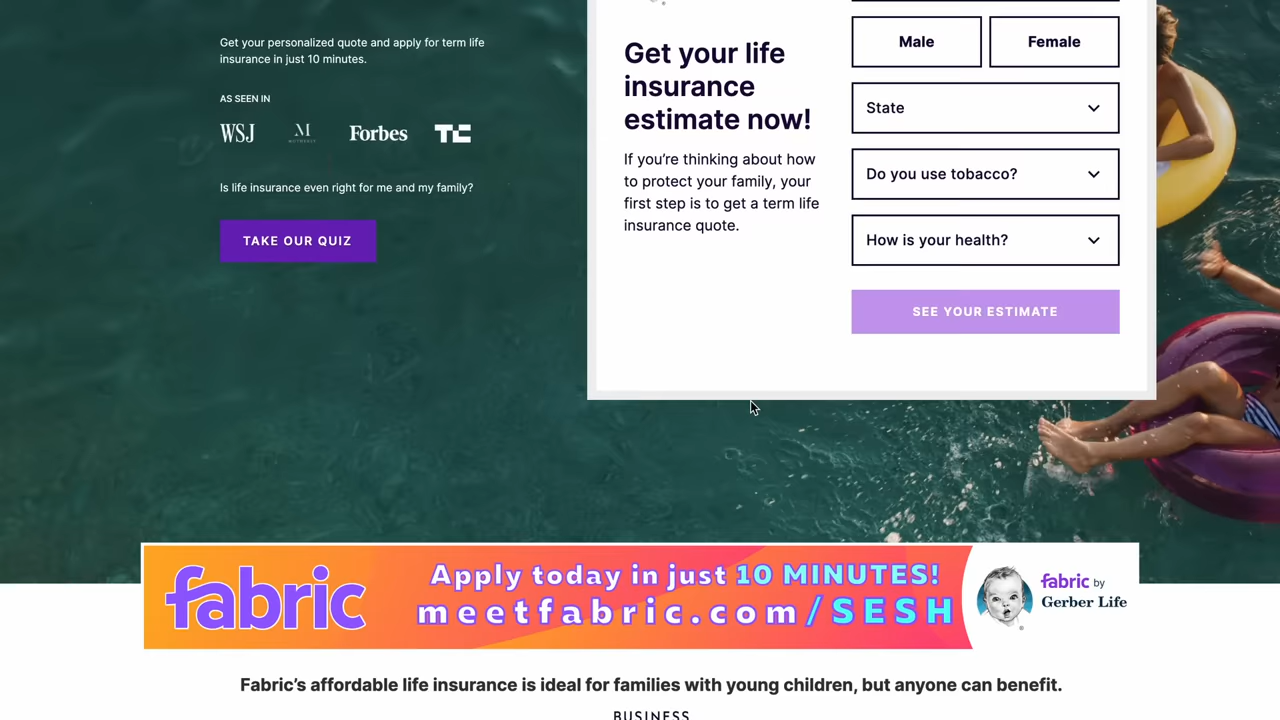 Get your personalized quote and apply for term life
insurance in just 10 minutes.
AS SEEN IN
WSJ
M
Forbes
TC
Is life insurance even right for me and my family?
TAKE OUR QUIZ
Get your life
insurance
estimate now!
If you’re thinking about how
to protect your family, your
first step is to get a term life
insurance quote.
Male
Female
State
Do you use tobacco?
How is your health?
SEE YOUR ESTIMATE
fabric
Apply today in just 10 MINUTES!
meetfabric.com/SESH
fabric by
Gerber Life
Fabric’s affordable life insurance is ideal for families with young children, but anyone can benefit.
BUSINESS